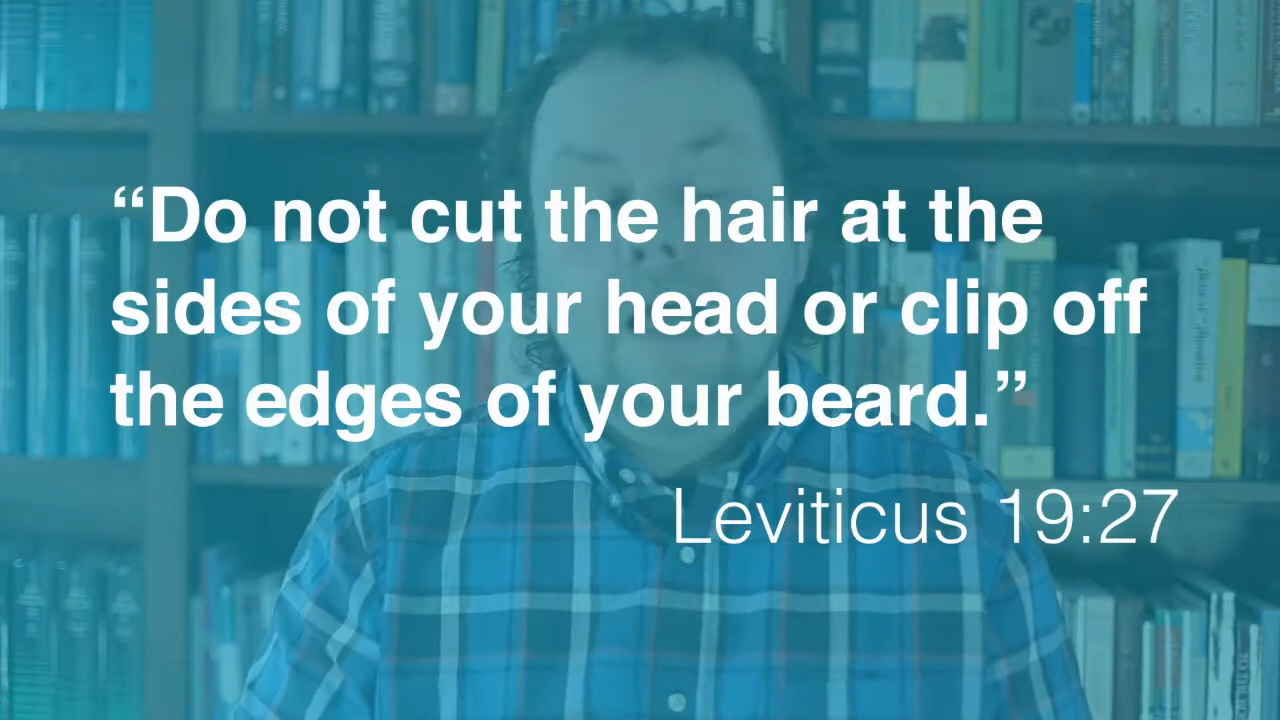 “Do not cut the hair at the
sides of your head or clip off
the edges of your beard.”
Leviticus 19:27